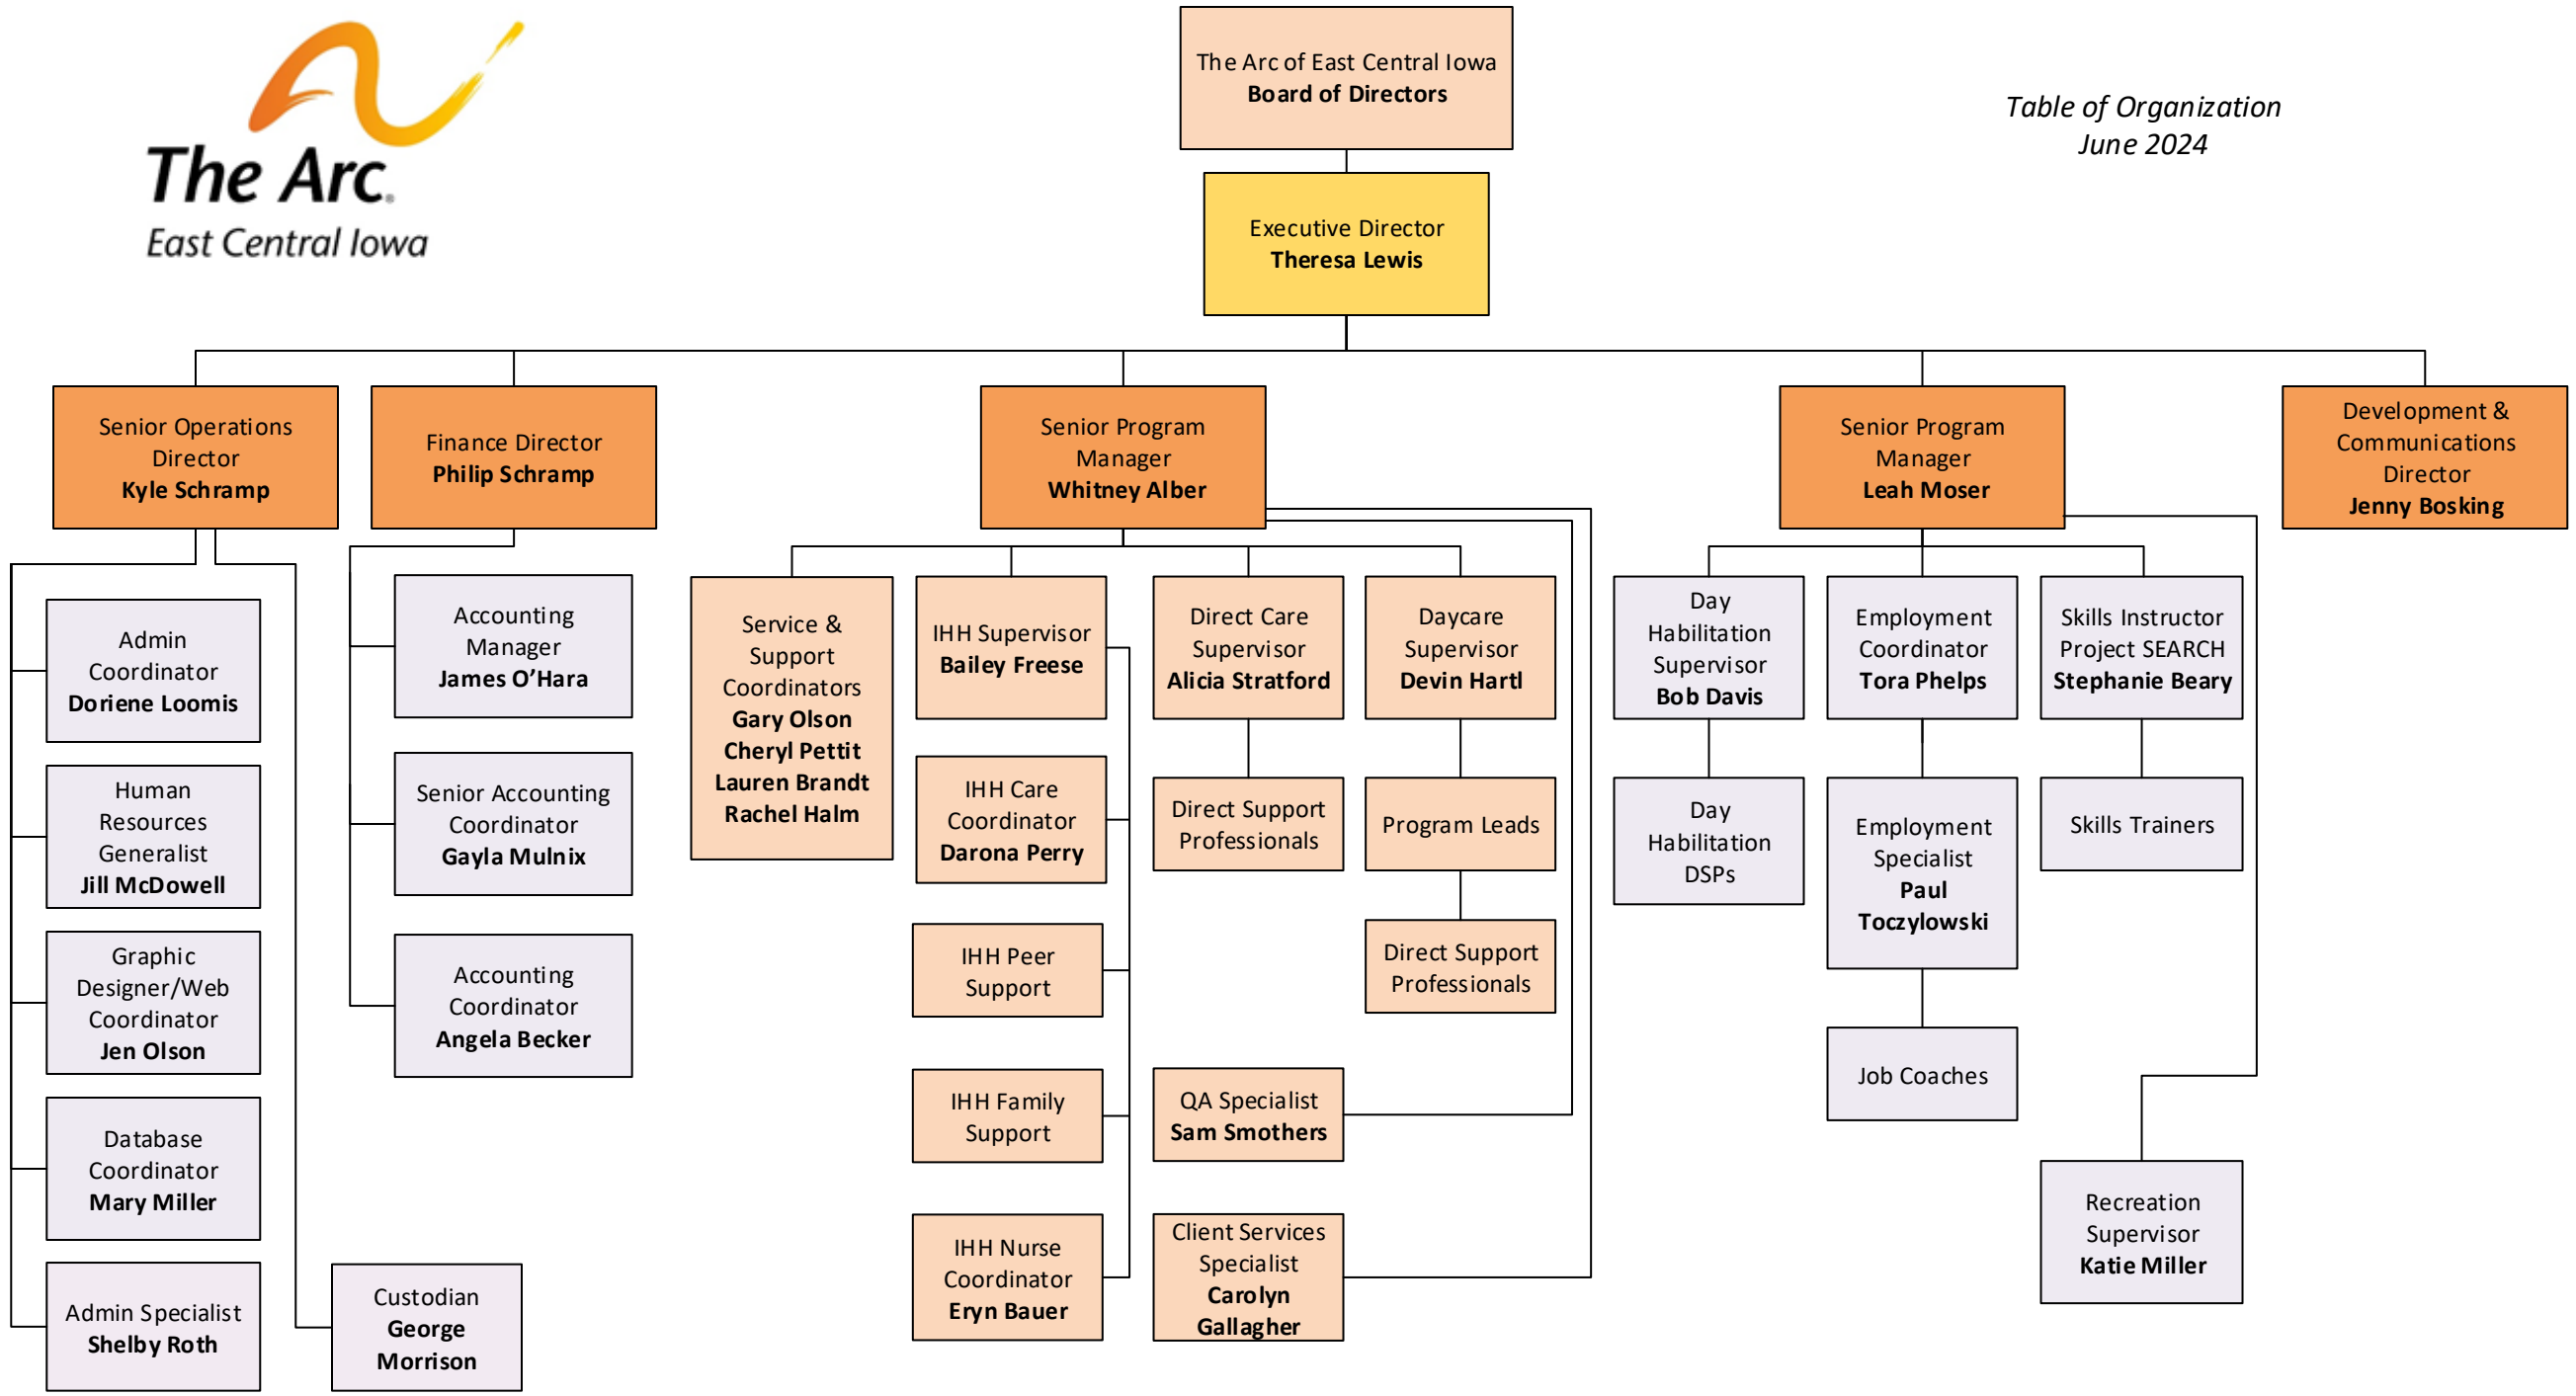 The Arc®
East Central Iowa
The Arc of East Central Iowa
Board of Directors
Table of Organization
June 2024
Executive Director
Theresa Lewis
Senior Operations
Director
Kyle Schramp
Finance Director
Philip Schramp
Senior Program
Manager
Whitney Alber
Senior Program
Manager
Leah Moser
Development &
Communications
Director
Jenny Bosking
Admin
Coordinator
Doriene Loomis
Human
Resources
Generalist
Jill McDowell
Graphic
Designer/Web
Coordinator
Jen Olson
Database
Coordinator
Mary Miller
Admin Specialist
Shelby Roth
Custodian
George
Morrison
Accounting
Manager
James O’Hara
Senior Accounting
Coordinator
Gayla Mulnix
Accounting
Coordinator
Angela Becker
Service &
Support
Coordinators
Gary Olson
Cheryl Pettit
Lauren Brandt
Rachel Halm
IHH Supervisor
Bailey Freese
IHH Care
Coordinator
Darona Perry
IHH Peer
Support
IHH Family
Support
IHH Nurse
Coordinator
Eryn Bauer
Direct Care
Supervisor
Alicia Stratford
Direct Support
Professionals
Daycare
Supervisor
Devin Hartl
Program Leads
Direct Support
Professionals
QA Specialist
Sam Smothers
Client Services
Specialist
Carolyn
Gallagher
Day
Habilitation
Supervisor
Bob Davis
Day
Habilitation
DSPs
Employment
Coordinator
Tora Phelps
Employment
Specialist
Paul
Toczylowski
Job Coaches
Skills Instructor
Project SEARCH
Stephanie Beary
Skills Trainers
Recreation
Supervisor
Katie Miller